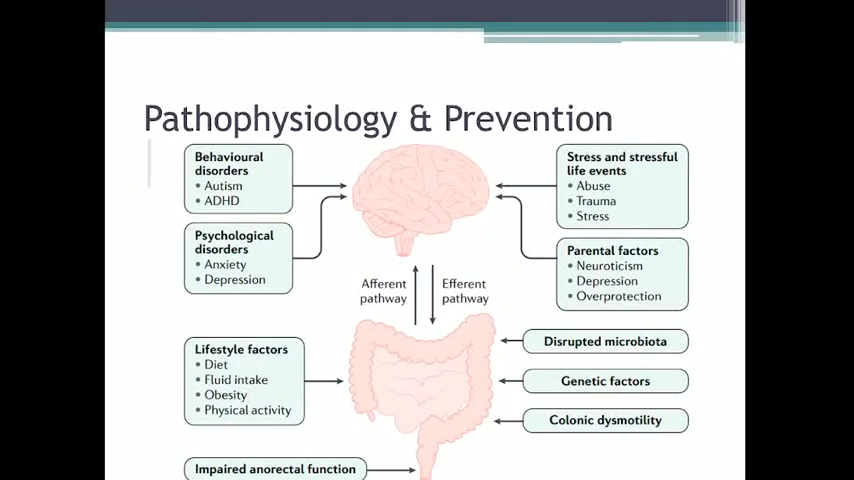 Pathophysiology & Prevention
Behavioural
disorders
• Autism
• ADHD
Psychological
disorders
• Anxiety
• Depression
Stress and stressful
life events
• Abuse
• Trauma
• Stress
Parental factors
• Neuroticism
• Depression
• Overprotection
Afferent
pathway
Efferent
pathway
Lifestyle factors
• Diet
• Fluid intake
• Obesity
• Physical activity
Disrupted microbiota
Genetic factors
Colonic dysmotility
Impaired anorectal function